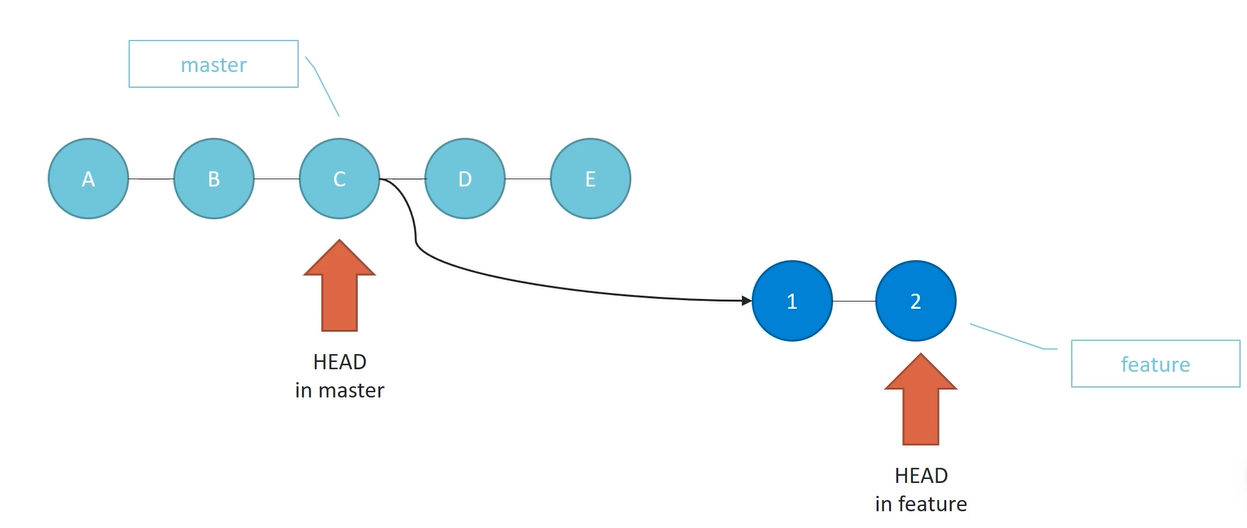 master
A
B
C
D
E
1
2
HEAD
in master
feature
HEAD
in feature